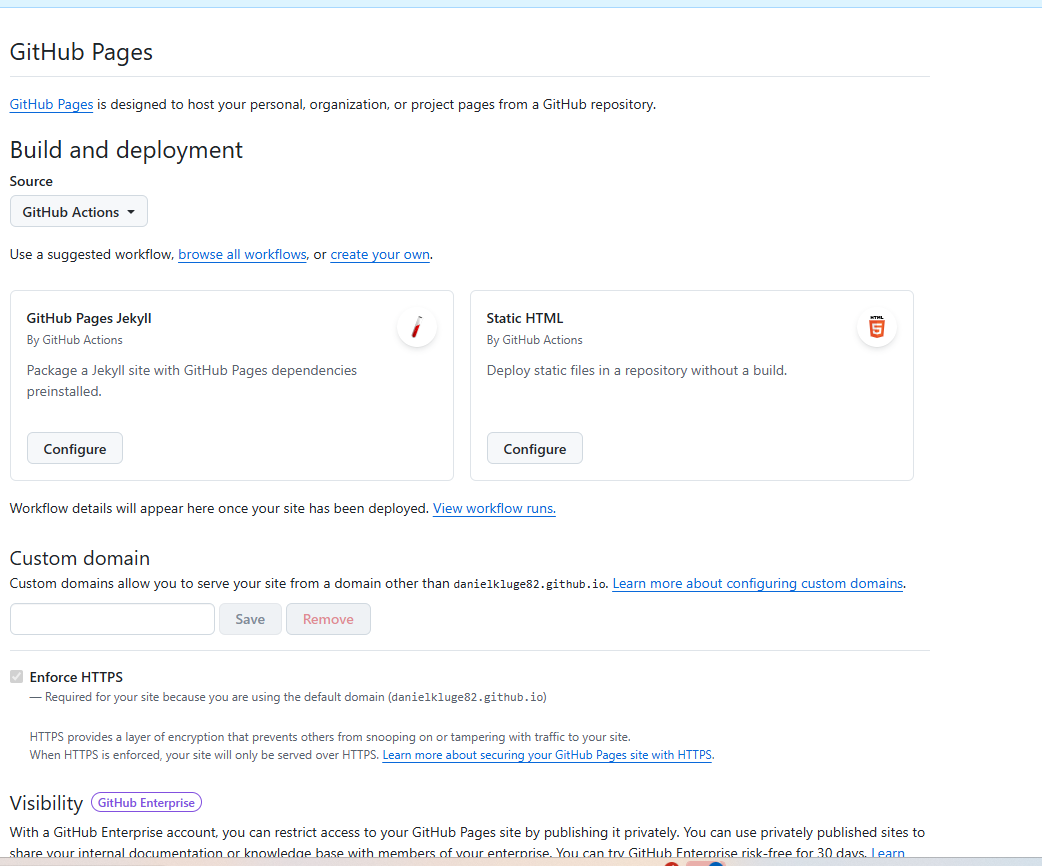 GitHub Pages
GitHub Pages is designed to host your personal, organization, or project pages from a GitHub repository.
Build and deployment
Source
GitHub Actions
Use a suggested workflow, browse all workflows, or create your own.
GitHub Pages Jekyll
By GitHub Actions
Package a Jekyll site with GitHub Pages dependencies
preinstalled.
Configure
Static HTML
HTML
5
By GitHub Actions
Deploy static files in a repository without a build.
Configure
Workflow details will appear here once your site has been deployed. View workflow runs.
Custom domain
Custom domains allow you to serve your site from a domain other than danielkluge82.github.io. Learn more about configuring custom domains.
Save
Remove
Enforce HTTPS
— Required for your site because you are using the default domain (danielkluge82.github.io)
HTTPS provides a layer of encryption that prevents others from snooping on or tampering with traffic to your site.
When HTTPS is enforced, your site will only be served over HTTPS. Learn more about securing your GitHub Pages site with HTTPS.
Visibility GitHub Enterprise
With a GitHub Enterprise account, you can restrict access to your GitHub Pages site by publishing it privately. You can use privately published sites to
share your internal documentation or knowledge base with members of your enterprise. You can try GitHub Enterprise risk-free for 30 days. Learn